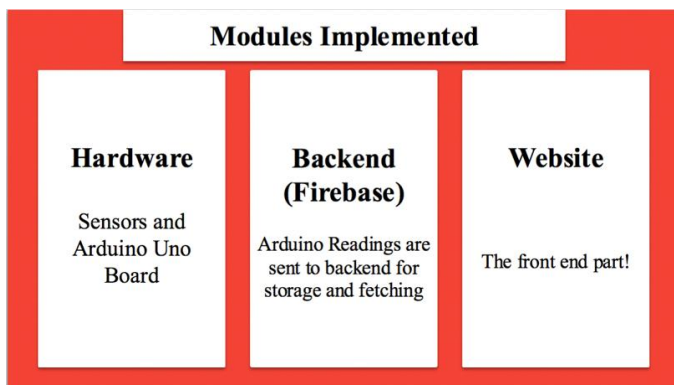 Modules Implemented
Hardware
Sensors and
Arduino Uno
Board
Backend
(Firebase)
Arduino Readings are
sent to backend for
storage and fetching
Website
The front end part!